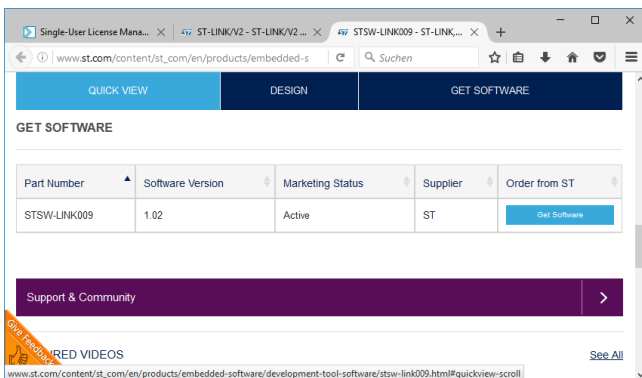 Single-User License Mana...
ST-LINK/V2 - ST-LINK/V2 ...
STSW-LINK009 - ST-LINK,...
www.st.com/content/st_com/en/products/embedded-s
Suchen
QUICK VIEW DESIGN GET SOFTWARE
GET SOFTWARE
Part Number Software Version Marketing Status Supplier Order from ST
STSW-LINK009 1.02 Active ST Get Software
Support & Community
Give Feedback
RED VIDEOS See All
www.st.com/content/st_com/en/products/embedded-software/development-tool-software/stsw-link009.html#quickview-scroll